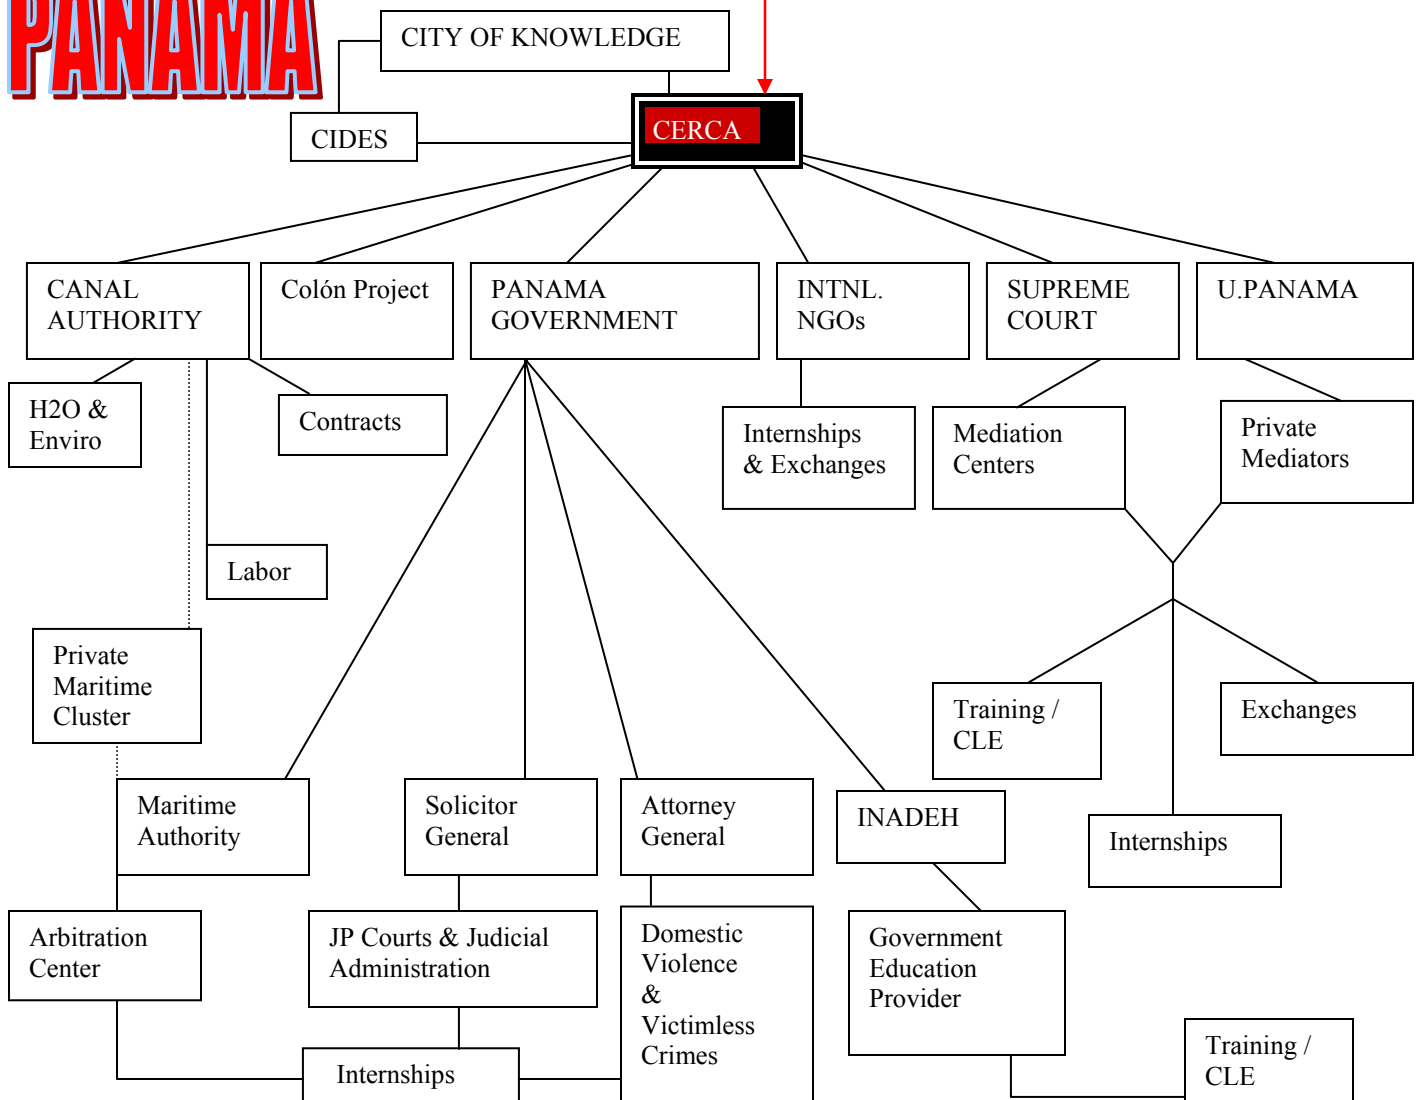 PANAMA
CITY OF KNOWLEDGE
CERCA
CIDES
CANAL
AUTHORITY
Colón Project
PANAMA
GOVERNMENT
INTNL.
NGOs
SUPREME
COURT
U.PANAMA
H2O &
Enviro
Contracts
Internships
& Exchanges
Mediation
Centers
Private
Mediators
Labor
Private
Maritime
Cluster
Training /
CLE
Exchanges
Maritime
Authority
Solicitor
General
Attorney
General
INADEH
Internships
Arbitration
Center
JP Courts & Judicial
Administration
Domestic
Violence
&
Victimless
Crimes
Government
Education
Provider
Internships
Training /
CLE